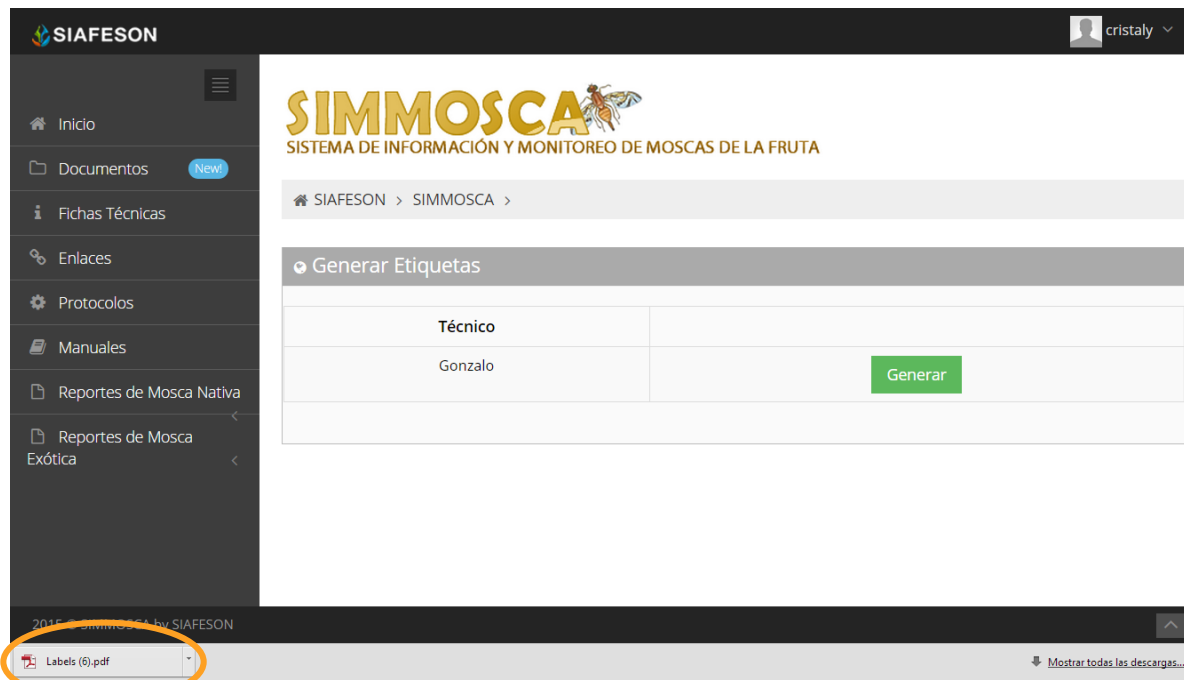 SIAFESON
cristaly
Inicio
Documentos New!
Fichas Técnicas
Enlaces
Protocolos
Manuales
Reportes de Mosca Nativa
Reportes de Mosca
Exótica
SIMMOSCA
SISTEMA DE INFORMACIÓN Y MONITOREO DE MOSCAS DE LA FRUTA
SIAFESON > SIMMOSCA >
Generar Etiquetas
Técnico
Gonzalo
Generar
2015 © SIMMOSCA by SIAFESON
Labels (6).pdf
Mostrar todas las descargas...